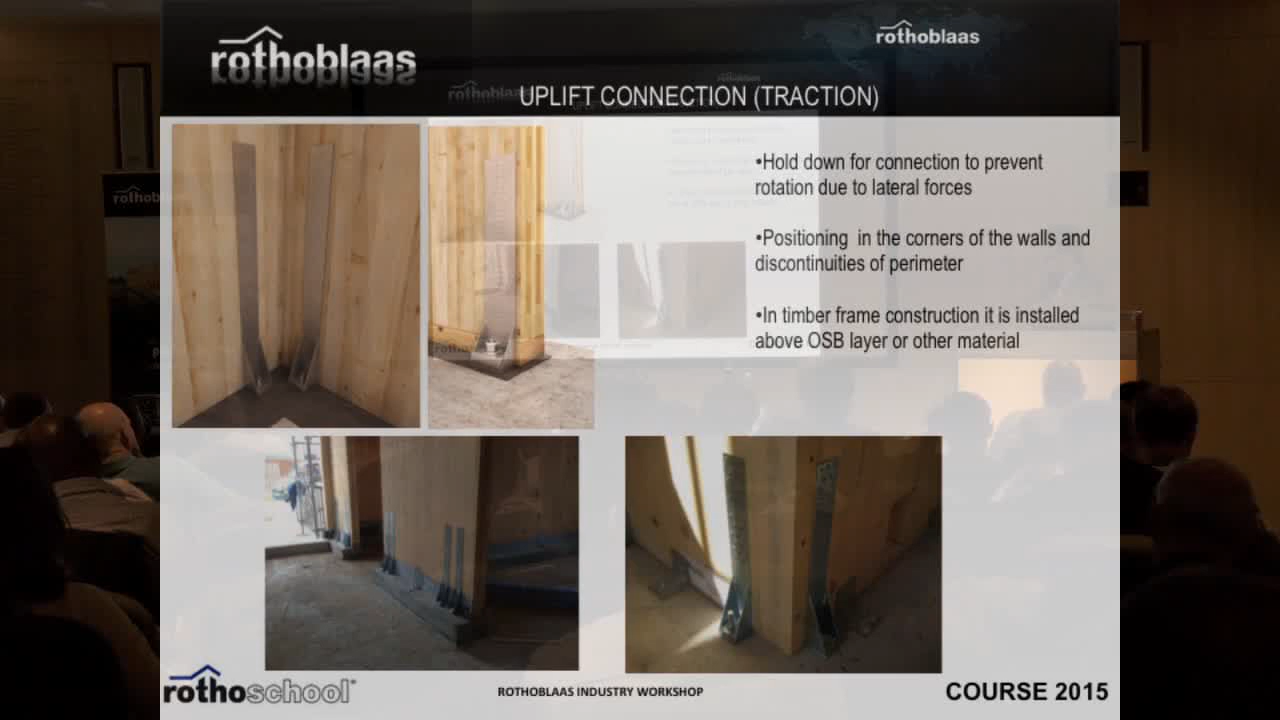 rothoblaas
rothoblaas
UPLIFT CONNECTION (TRACTION)
•Hold down for connection to prevent
rotation due to lateral forces
•Positioning in the corners of the walls and
discontinuities of perimeter
•In timber frame construction it is installed
above OSB layer or other material
rothoschool
ROTHOBLAAS INDUSTRY WORKSHOP
COURSE 2015